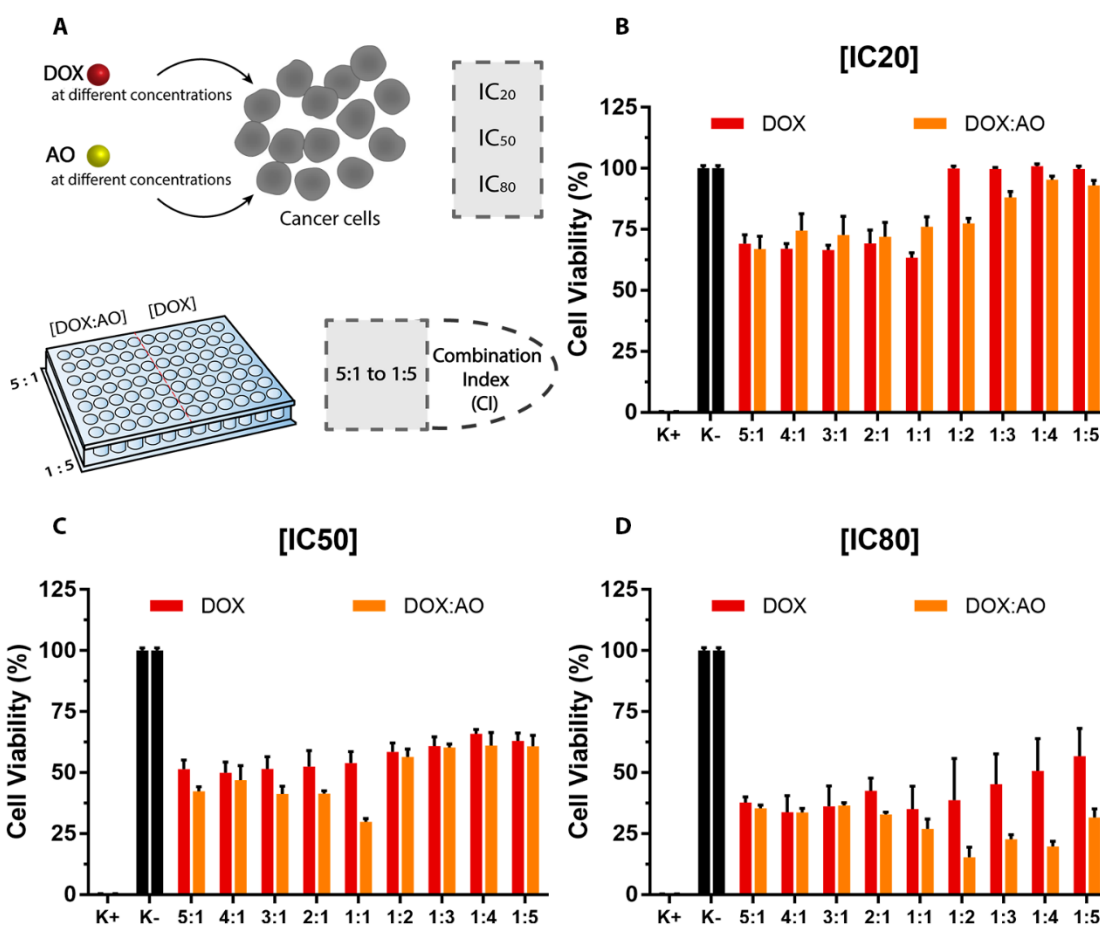 A
DOX
at different concentrations
AO
at different concentrations
Cancer cells
IC20
IC50
IC80
[DOX:AO] [DOX]
5:1
1:5
5:1 to 1:5
Combination
Index
(CI)
B
[IC20]
DOX DOX:AO
Cell Viability (%)
125
100
75
50
25
0
K+ K- 5:1 4:1 3:1 2:1 1:1 1:2 1:3 1:4 1:5
C
[IC50]
DOX DOX:AO
Cell Viability (%)
125
100
75
50
25
0
K+ K- 5:1 4:1 3:1 2:1 1:1 1:2 1:3 1:4 1:5
D
[IC80]
DOX DOX:AO
Cell Viability (%)
125
100
75
50
25
0
K+ K- 5:1 4:1 3:1 2:1 1:1 1:2 1:3 1:4 1:5